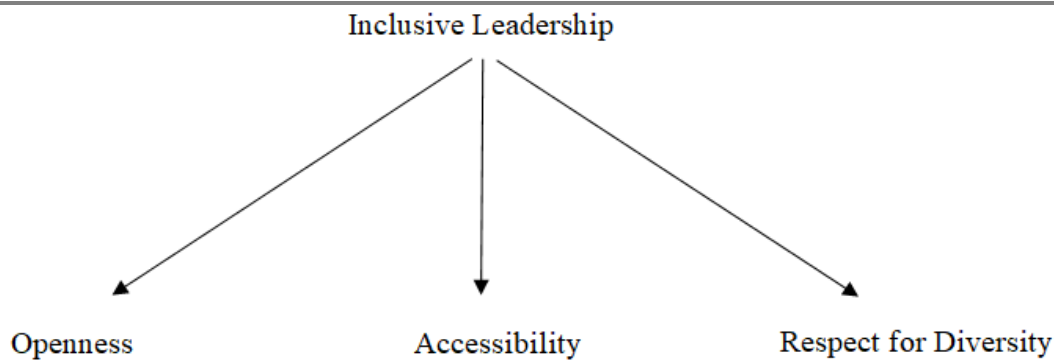 Inclusive Leadership
Openness
Accessibility
Respect for Diversity